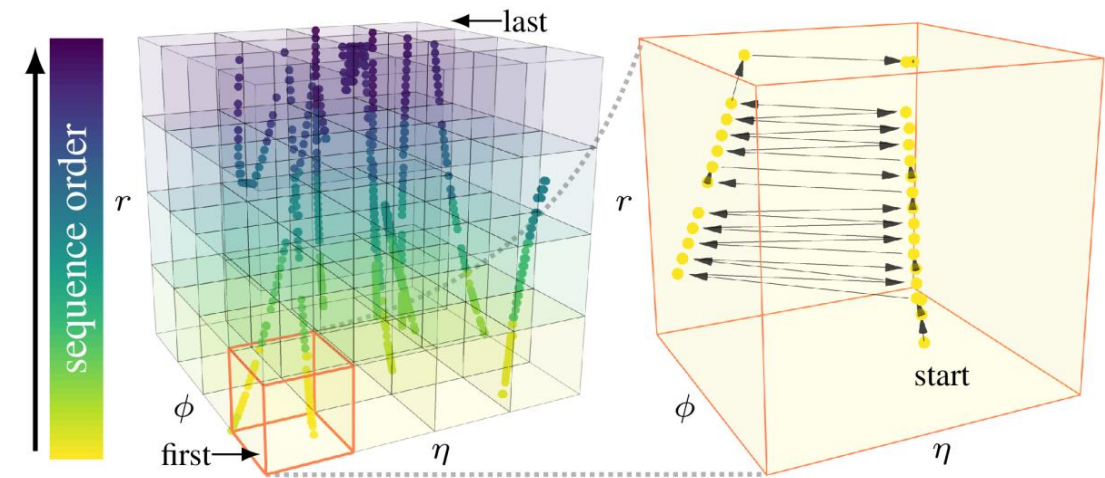 last
sequence order
r
ϕ
first
η
r
start
ϕ
η